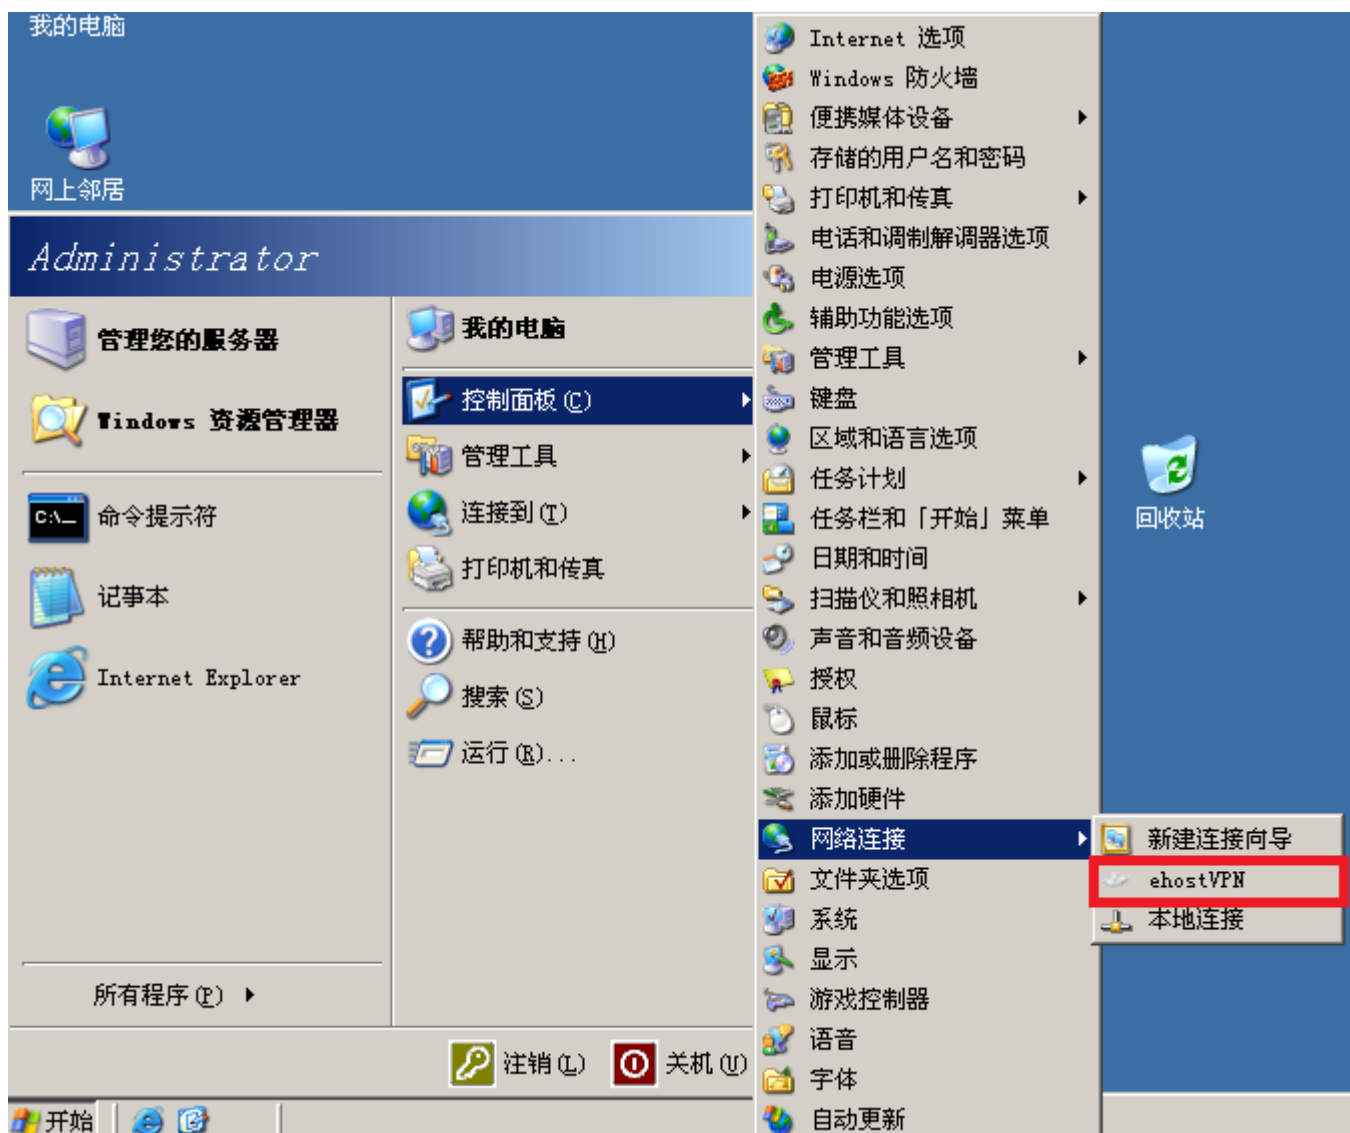 我的电脑
网上邻居
Administrator
管理您的服务器
Windows 资源管理器
命令提示符
C:\_
记事本
Internet Explorer
所有程序(P)
我的电脑
控制面板(C)
管理工具
连接到(T)
打印机和传真
帮助和支持(H)
搜索(S)
运行(R)...
注销(L)
关机(U)
开始
Internet 选项
Windows 防火墙
便携媒体设备
存储的用户名和密码
打印机和传真
电话和调制解调器选项
电源选项
辅助功能选项
管理工具
键盘
区域和语言选项
任务计划
任务栏和「开始」菜单
日期和时间
扫描仪和照相机
声音和音频设备
授权
鼠标
添加或删除程序
添加硬件
网络连接
文件夹选项
系统
显示
游戏控制器
语音
字体
自动更新
新建连接向导
ehostVPN
本地连接
回收站